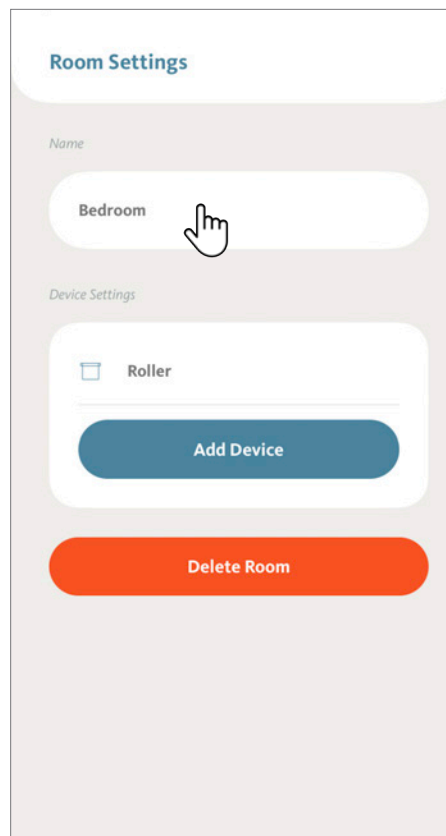 Room Settings
Name
Bedroom
Device Settings
Roller
Add Device
Delete Room